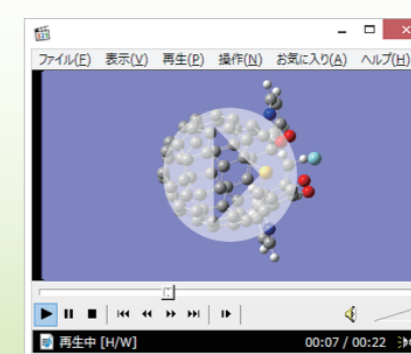 ファイル(F) 表示(V) 再生(P) 操作(N) お気に入り(A) ヘルプ(H)
再生中 [H/W] 00:07 / 00:22